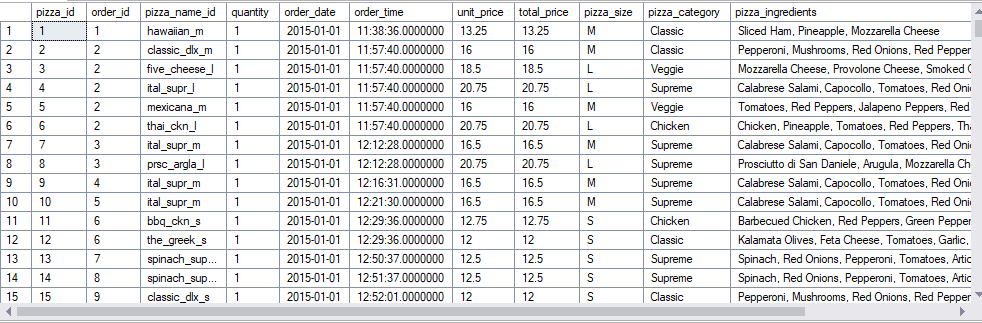 pizza_id order_id pizza_name_id quantity order_date order_time unit_price total_price pizza_size pizza_category pizza_ingredients
1 1 1 hawaiian_m 1 2015-01-01 11:38:36.0000000 13.25 13.25 M Classic Sliced Ham, Pineapple, Mozzarella Cheese
2 2 2 classic_dlx_m 1 2015-01-01 11:57:40.0000000 16 16 M Classic Pepperoni, Mushrooms, Red Onions, Red Pepper
3 3 2 five_cheese_l 1 2015-01-01 11:57:40.0000000 18.5 18.5 L Veggie Mozzarella Cheese, Provolone Cheese, Smoked
4 4 2 ital_supr_l 1 2015-01-01 11:57:40.0000000 20.75 20.75 L Supreme Calabrese Salami, Capocollo, Tomatoes, Red Oni
5 5 2 mexicana_m 1 2015-01-01 11:57:40.0000000 16 16 M Veggie Tomatoes, Red Peppers, Jalapeno Peppers, Red
6 6 2 thai_ckn_l 1 2015-01-01 11:57:40.0000000 20.75 20.75 L Chicken Chicken, Pineapple, Tomatoes, Red Peppers, Tha
7 7 3 ital_supr_m 1 2015-01-01 12:12:28.0000000 16.5 16.5 M Supreme Calabrese Salami, Capocollo, Tomatoes, Red Oni
8 8 3 prsc_argla_l 1 2015-01-01 12:12:28.0000000 20.75 20.75 L Supreme Prosciutto di San Daniele, Arugula, Mozzarella Ch
9 9 4 ital_supr_m 1 2015-01-01 12:16:31.0000000 16.5 16.5 M Supreme Calabrese Salami, Capocollo, Tomatoes, Red Oni
10 10 5 ital_supr_m 1 2015-01-01 12:21:30.0000000 16.5 16.5 M Supreme Calabrese Salami, Capocollo, Tomatoes, Red Oni
11 11 6 bbq_ckn_s 1 2015-01-01 12:29:36.0000000 12.75 12.75 S Chicken Barbecued Chicken, Red Peppers, Green Pepper
12 12 6 the_greek_s 1 2015-01-01 12:29:36.0000000 12 12 S Classic Kalamata Olives, Feta Cheese, Tomatoes, Garlic,
13 13 7 spinach_sup... 1 2015-01-01 12:50:37.0000000 12.5 12.5 S Supreme Spinach, Red Onions, Pepperoni, Tomatoes, Artic
14 14 8 spinach_sup... 1 2015-01-01 12:51:37.0000000 12.5 12.5 S Supreme Spinach, Red Onions, Pepperoni, Tomatoes, Artic
15 15 9 classic_dlx_s 1 2015-01-01 12:52:01.0000000 12 12 S Classic Pepperoni, Mushrooms, Red Onions, Red Pepper